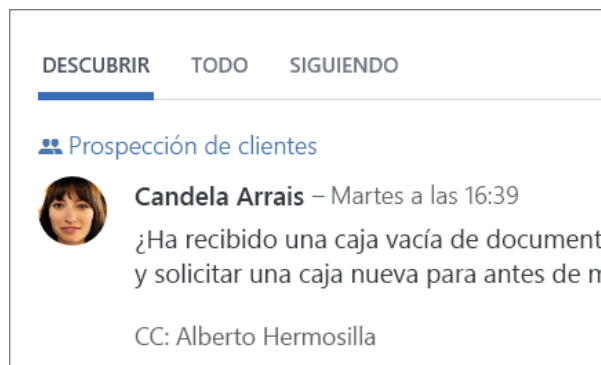 DESCUBRIR TODO SIGUIENDO
Prospección de clientes
Candela Arrais – Martes a las 16:39
¿Ha recibido una caja vacía de document
y solicitar una caja nueva para antes de
CC: Alberto Hermosilla